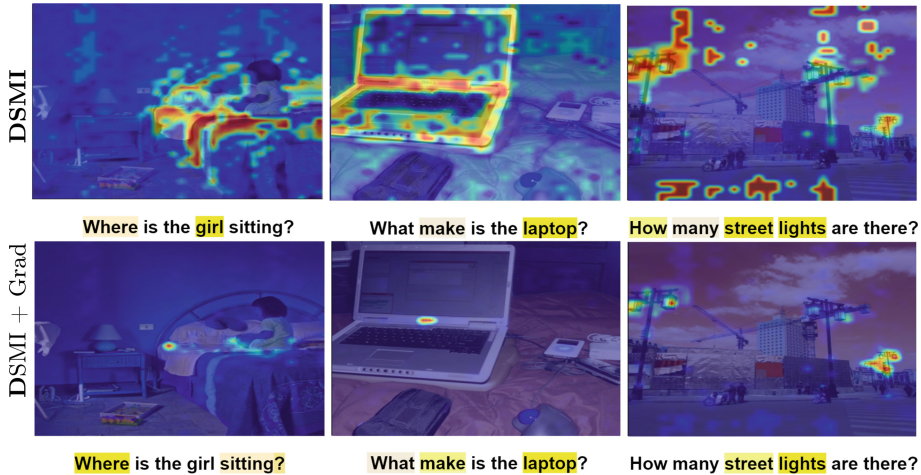 DSMI
Where is the girl sitting?
What make is the laptop?
How many street lights are there?
DSMI + Grad
Where is the girl sitting?
What make is the laptop?
How many street lights are there?